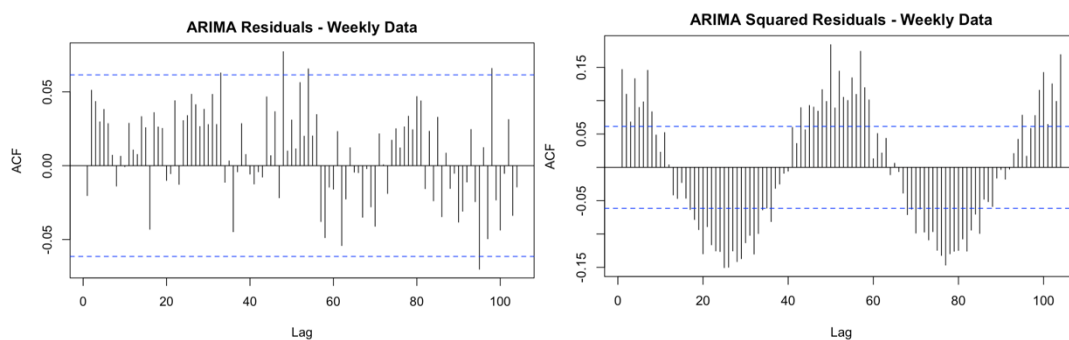 ARIMA Residuals - Weekly Data
ACF
0.05
0.00
-0.05
0 20 40 60 80 100
Lag
ARIMA Squared Residuals - Weekly Data
ACF
0.15
0.05
-0.05
-0.15
0 20 40 60 80 100
Lag